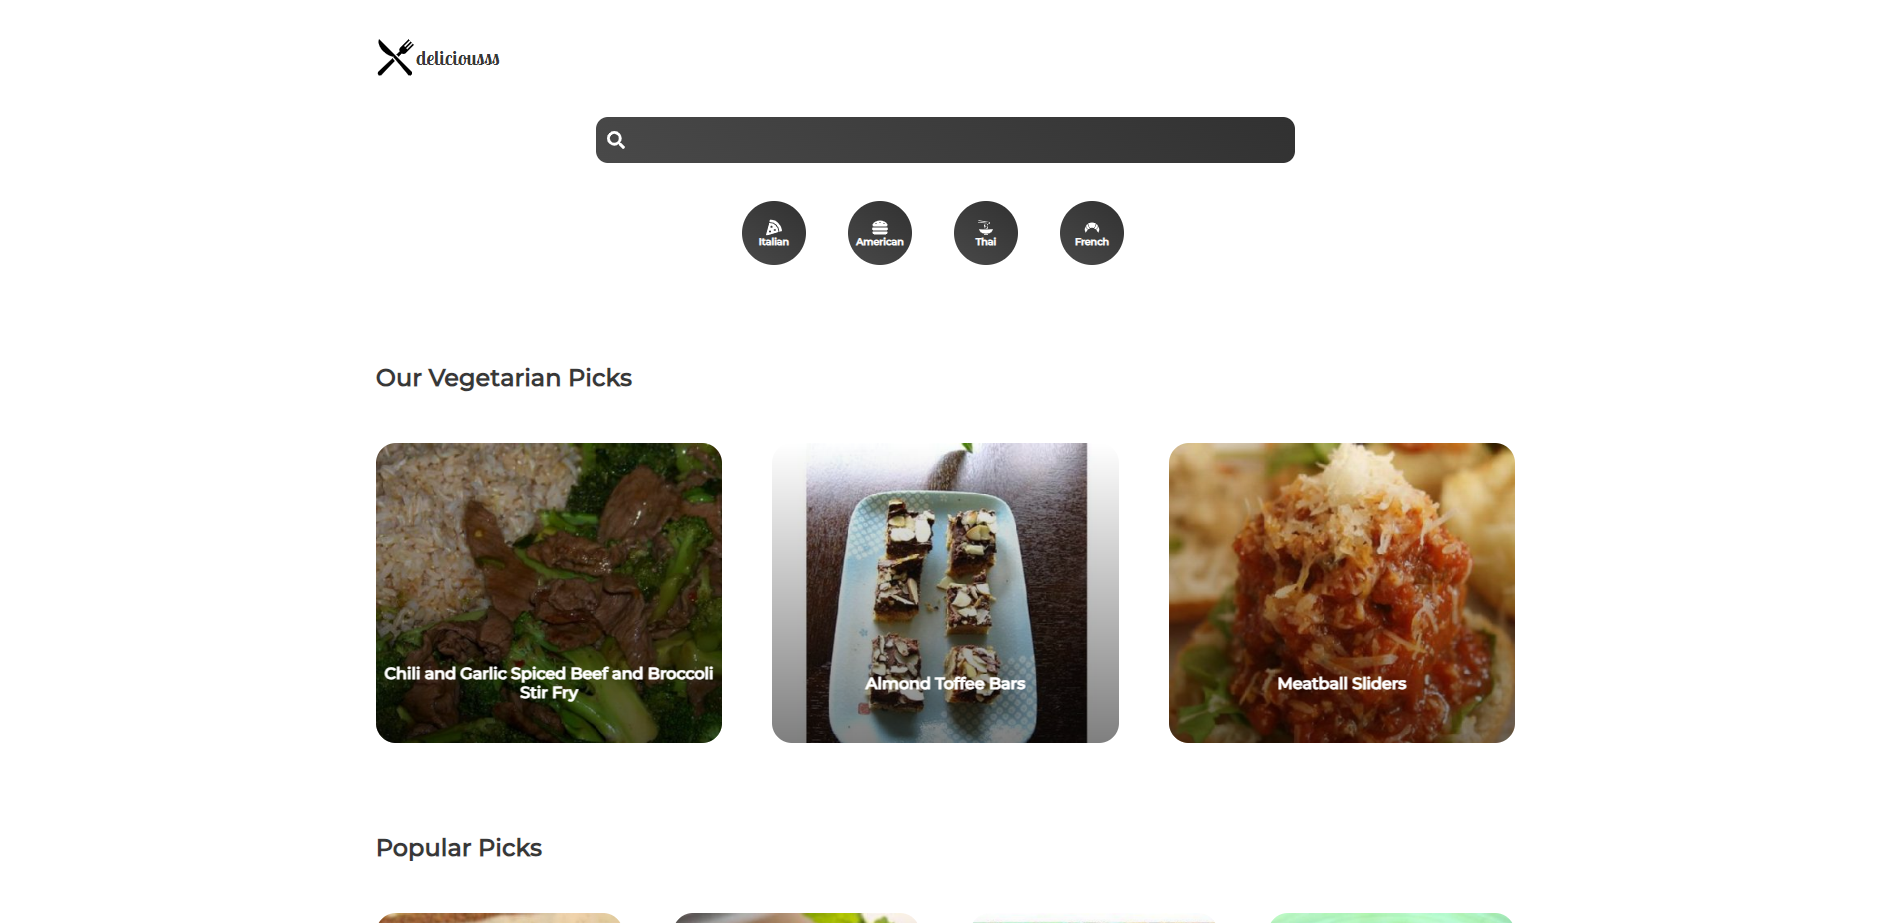 deliciousss
Italian
American
Thai
French
Our Vegetarian Picks
Chili and Garlic Spiced Beef and Broccoli
Stir Fry
Almond Toffee Bars
Meatball Sliders
Popular Picks